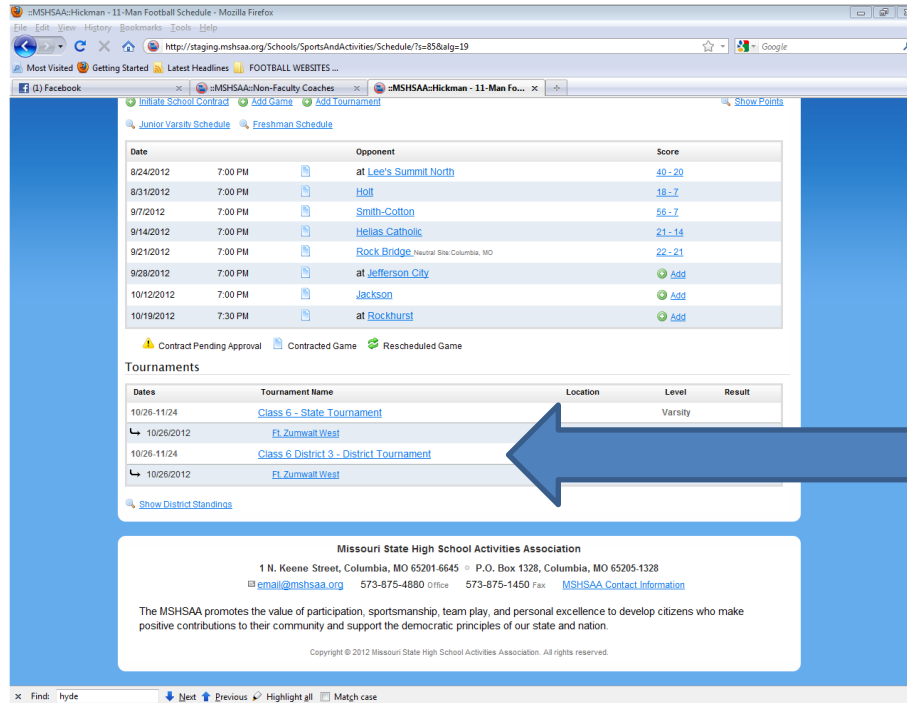 ::MSHSAA::Hickman - 11-Man Football Schedule - Mozilla Firefox
File Edit View History Bookmarks Tools Help
http://staging.mshsaa.org/Schools/SportsAndActivities/Schedule/?s=85&alg=19 Google
Most Visited Getting Started Latest Headlines FOOTBALL WEBSITES ...
(1) Facebook × ::MSHSAA::Non-Faculty Coaches × ::MSHSAA::Hickman - 11-Man Fo... ×
Initiate School Contract Add Game Add Tournament Show Points
Junior Varsity Schedule Freshman Schedule
Date Opponent Score
8/24/2012 7:00 PM at Lee's Summit North 40 - 20
8/31/2012 7:00 PM Holt 18 - 7
9/7/2012 7:00 PM Smith-Cotton 56 - 7
9/14/2012 7:00 PM Helias Catholic 21 - 14
9/21/2012 7:00 PM Rock Bridge Neutral Site:Columbia, MO 22 - 21
9/28/2012 7:00 PM at Jefferson City Add
10/12/2012 7:00 PM Jackson Add
10/19/2012 7:30 PM at Rockhurst Add
Contract Pending Approval Contracted Game Rescheduled Game
Tournaments
Dates Tournament Name Location Level Result
10/26-11/24 Class 6 - State Tournament Varsity
10/26/2012 Ft. Zumwalt West
10/26-11/24 Class 6 District 3 - District Tournament
10/26/2012 Ft. Zumwalt West
Show District Standings
Missouri State High School Activities Association
1 N. Keene Street, Columbia, MO 65201-6645 P.O. Box 1328, Columbia, MO 65205-1328
email@mshsaa.org 573-875-4880 Office 573-875-1450 Fax MSHSAA Contact Information
The MSHSAA promotes the value of participation, sportsmanship, team play, and personal excellence to develop citizens who make
positive contributions to their community and support the democratic principles of our state and nation.
Copyright © 2012 Missouri State High School Activities Association. All rights reserved.
× Find: hyde Next Previous Highlight all Match case